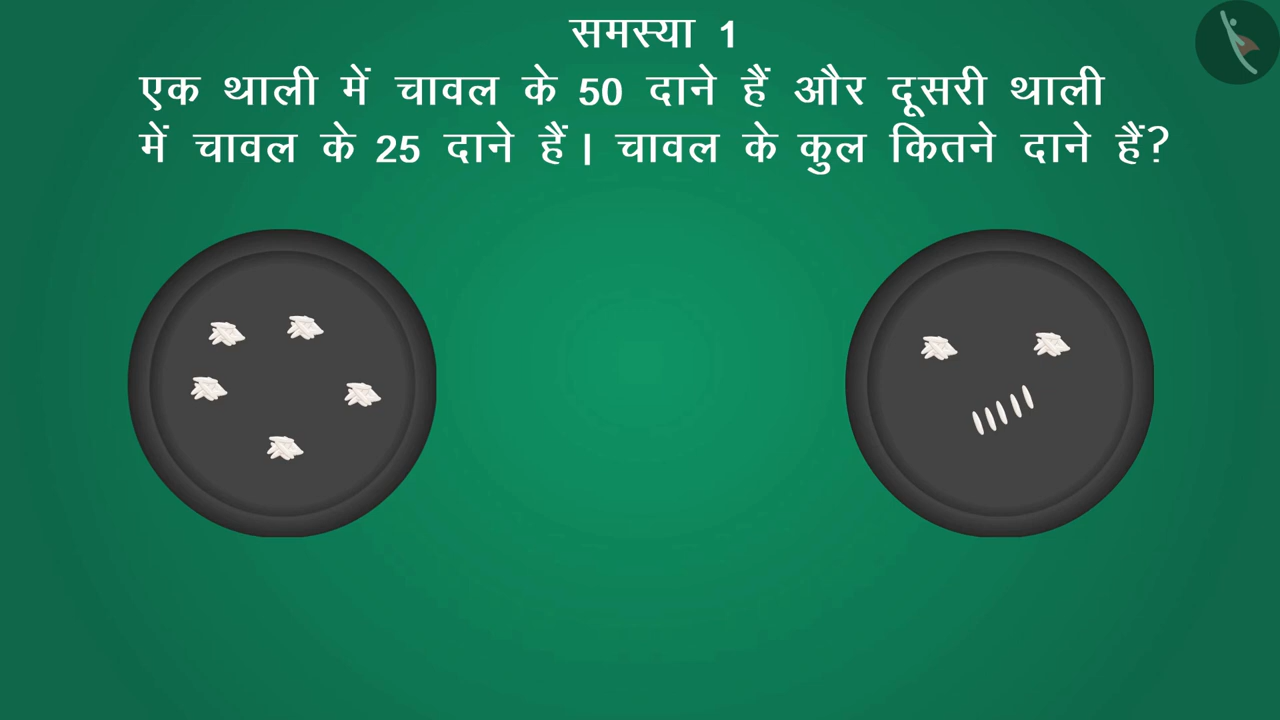 समस्या 1
एक थाली में चावल के 50 दाने हैं और दूसरी थाली
में चावल के 25 दाने हैं। चावल के कुल कितने दाने हैं?